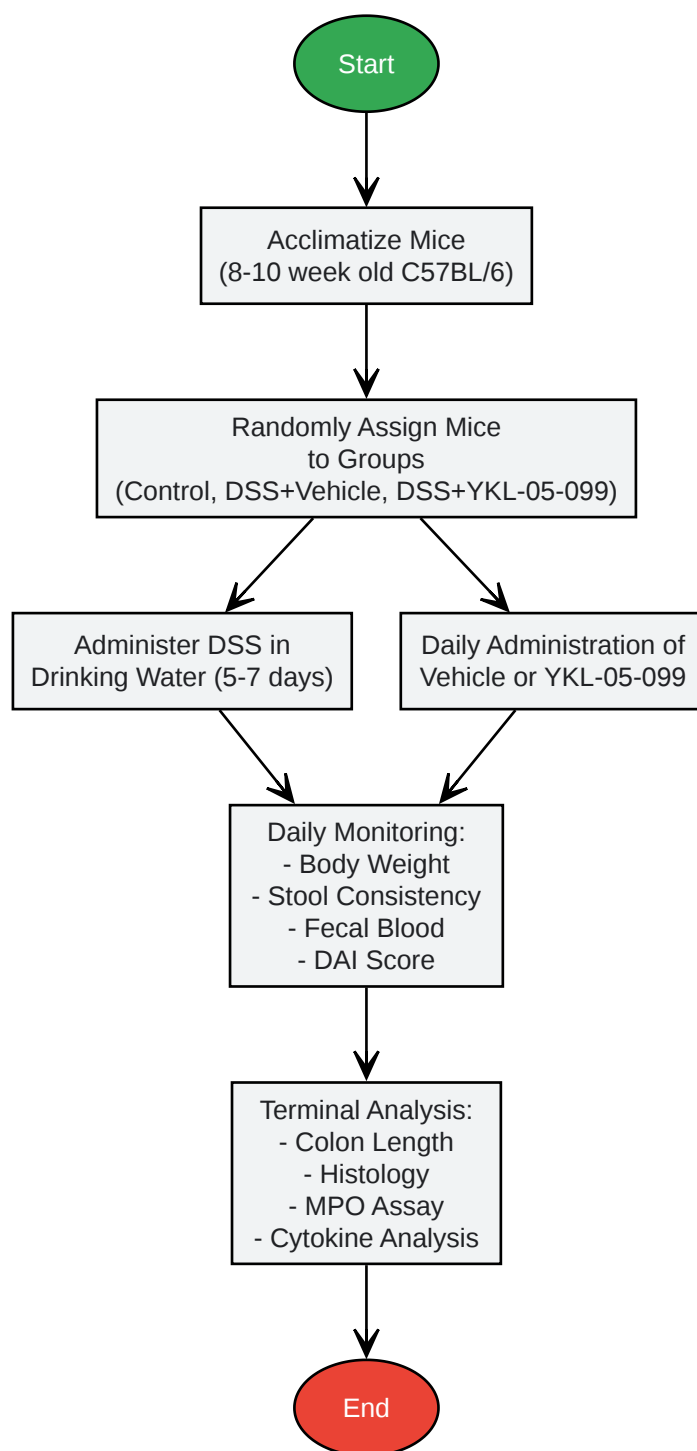 Start
Acclimatize Mice
(8-10 week old C57BL/6)
Randomly Assign Mice
to Groups
(Control, DSS+Vehicle, DSS+YKL-05-099)
Administer DSS in
Drinking Water (5-7 days)
Daily Administration of
Vehicle or YKL-05-099
Daily Monitoring:
- Body Weight
- Stool Consistency
- Fecal Blood
- DAI Score
Terminal Analysis:
- Colon Length
- Histology
- MPO Assay
- Cytokine Analysis
End